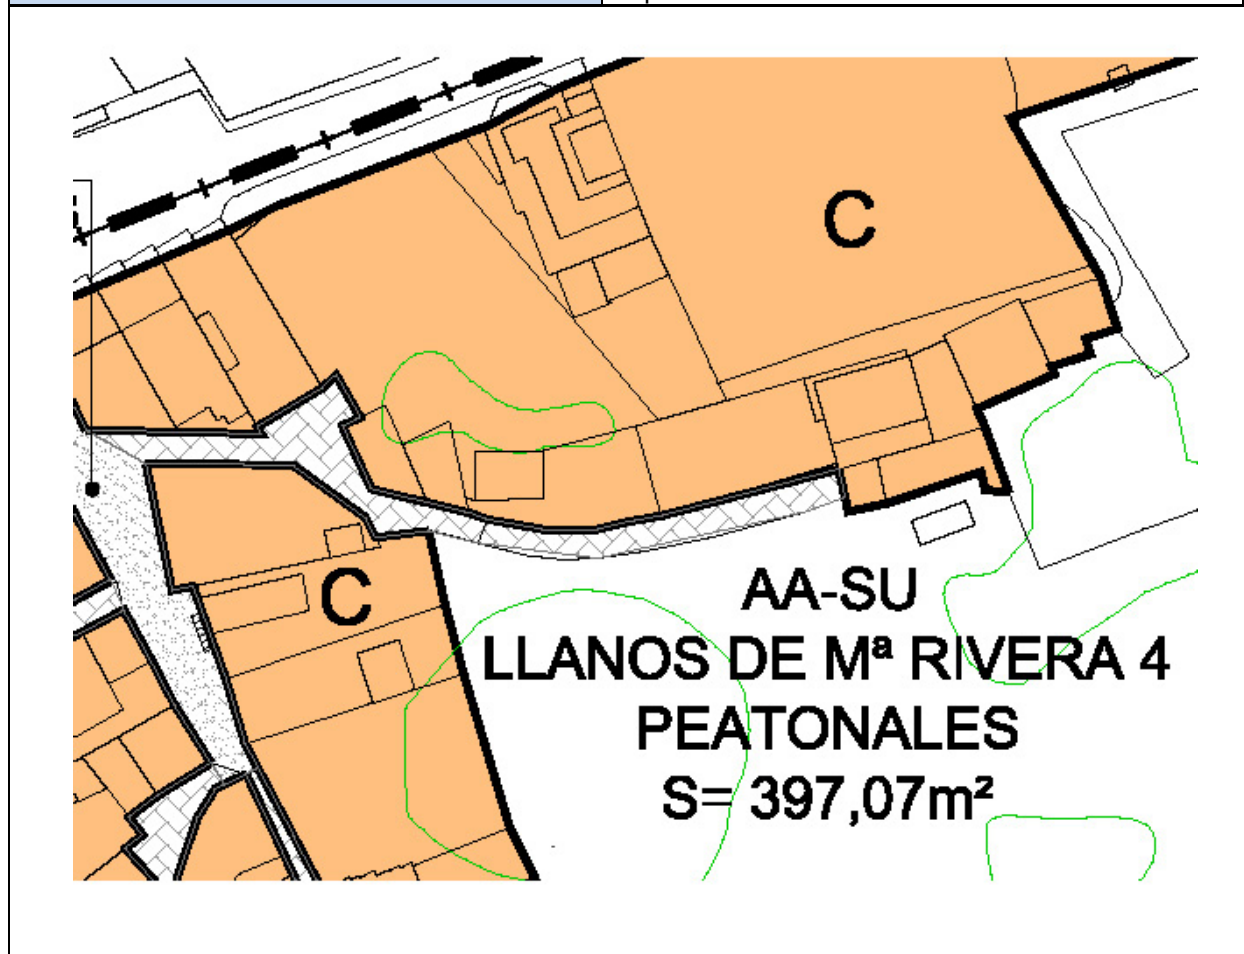 C
C
AA-SU
LLANOS DE Mª RIVERA 4
PEATONALES
S= 397,07m²